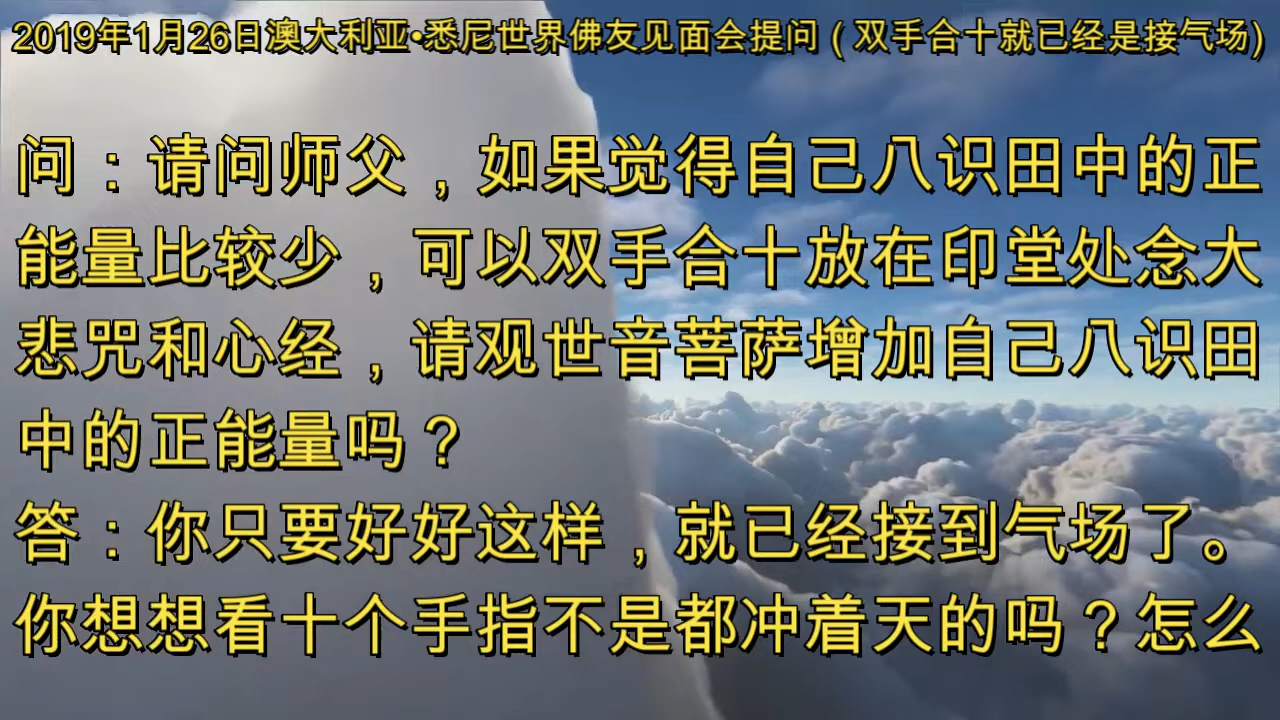 2019年1月26日澳大利亚•悉尼世界佛友见面会提问（双手合十就已经是接气场）
问：请问师父，如果觉得自己八识田中的正
能量比较少，可以双手合十放在印堂处念大
悲咒和心经，请观世音菩萨增加自己八识田
中的正能量吗？
答：你只要好好这样，就已经接到气场了。
你想想看十个手指不是都冲着天的吗？怎么